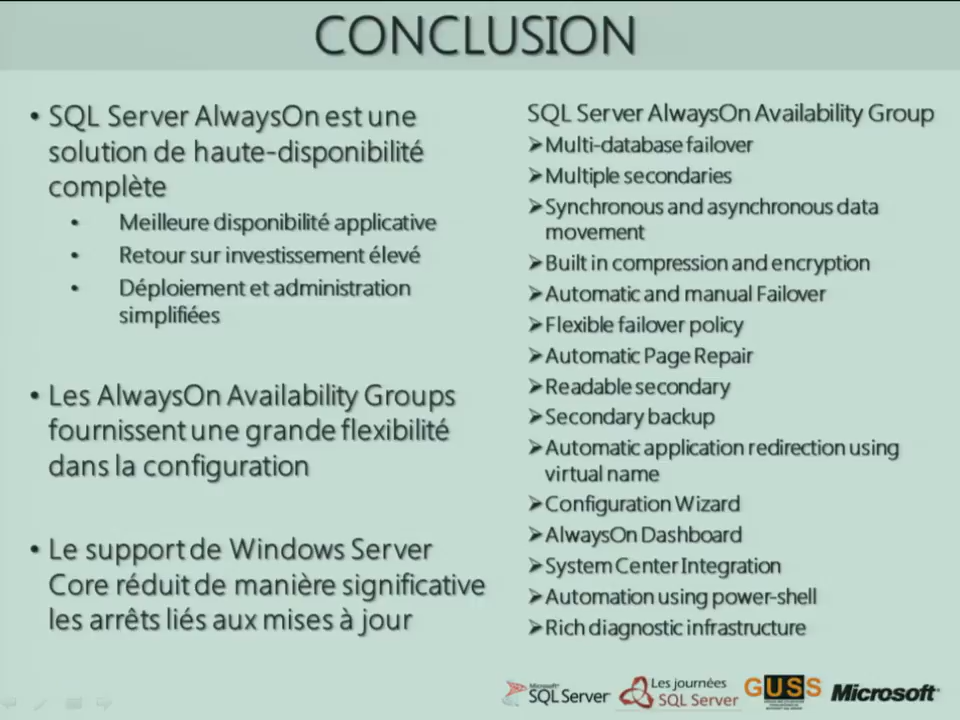 CONCLUSION
• SQL Server AlwaysOn est une
solution de haute-disponibilité
complète
• Meilleure disponibilité applicative
• Retour sur investissement élevé
• Déploiement et administration
simplifiées
• Les AlwaysOn Availability Groups
fournissent une grande flexibilité
dans la configuration
• Le support de Windows Server
Core réduit de manière significative
les arrêts liés aux mises à jour
SQL Server AlwaysOn Availability Group
➢Multi-database failover
➢Multiple secondaries
➢Synchronous and asynchronous data
movement
➢Built in compression and encryption
➢Automatic and manual Failover
➢Flexible failover policy
➢Automatic Page Repair
➢Readable secondary
➢Secondary backup
➢Automatic application redirection using
virtual name
➢Configuration Wizard
➢AlwaysOn Dashboard
➢System Center Integration
➢Automation using power-shell
➢Rich diagnostic infrastructure
Microsoft
SQL Server
Les journées
SQL Server
GUSS
Microsoft